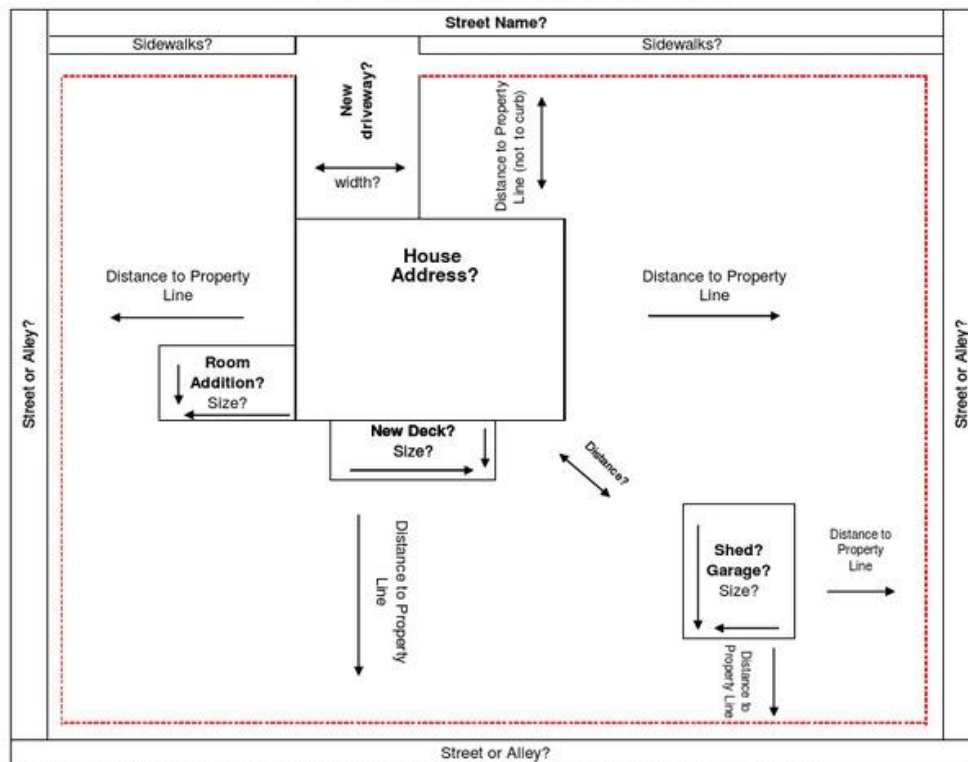 Street Name?
Sidewalks?
Sidewalks?
New
driveway?
width?
Distance to Property
Line (not to curb)
House
Address?
Distance to Property
Line
Distance to Property
Line
Street or Alley?
Street or Alley?
Room
Addition?
Size?
New Deck?
Size?
Distance?
Distance to Property
Line
Shed?
Garage?
Size?
Distance to
Property
Line
Distance to
Property Line
Street or Alley?